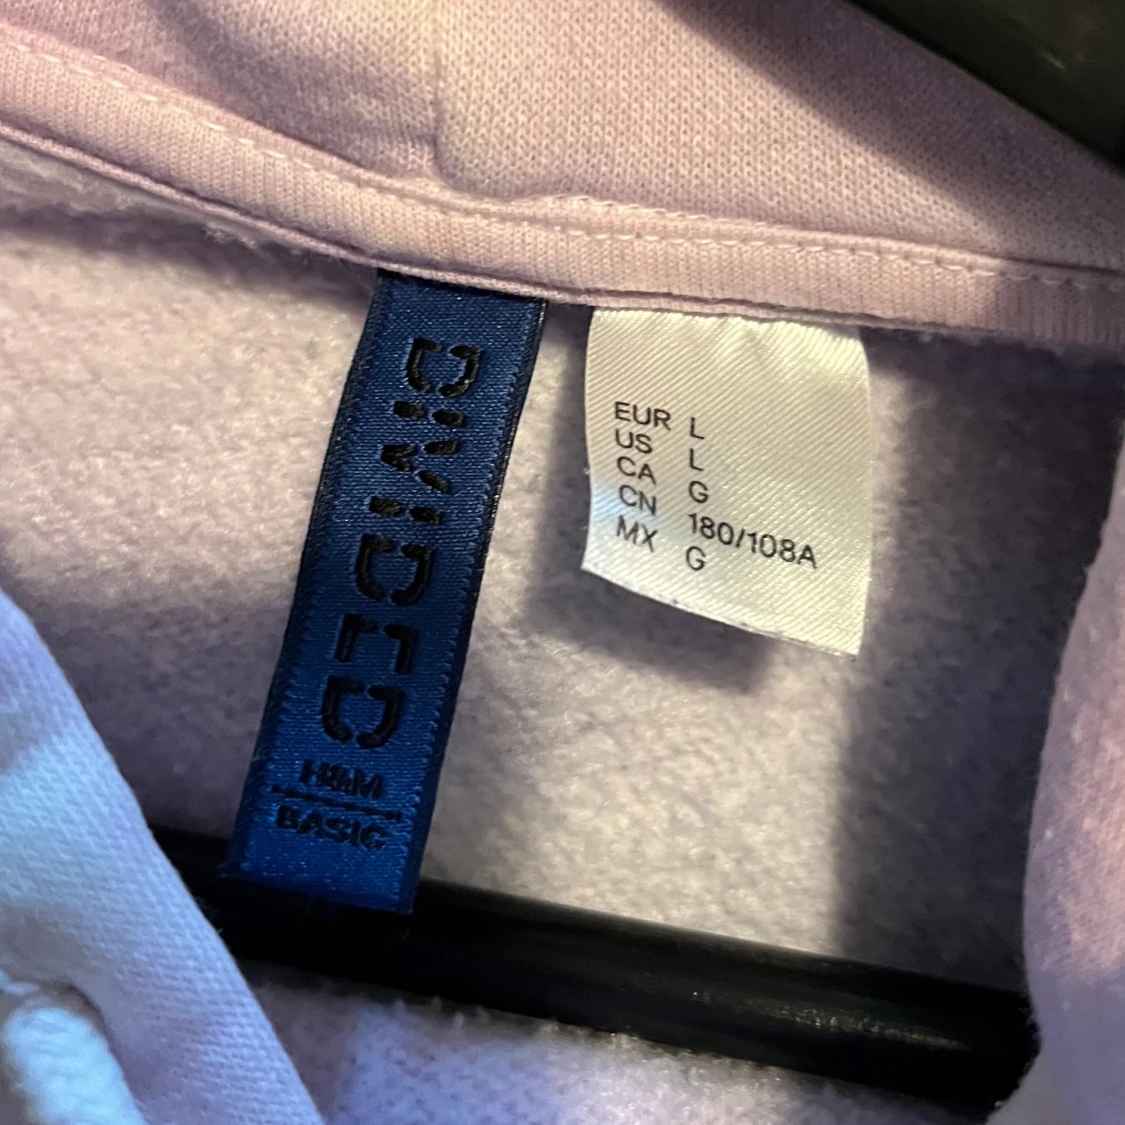 DIVIDED
H&M
BASIC
EUR L
US L
CA G
CN 180/108A
MX G